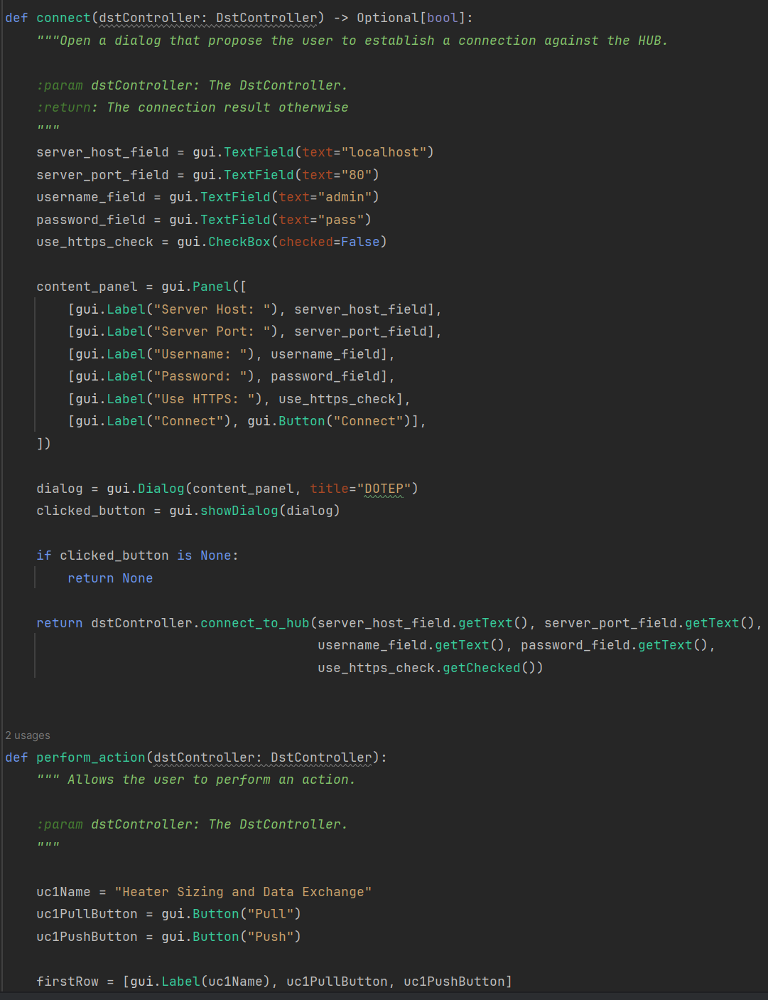 def connect(dstController: DstController) -> Optional[bool]:
    """Open a dialog that propose the user to establish a connection against the HUB.

    :param dstController: The DstController.
    :return: The connection result otherwise
    """
    server_host_field = gui.TextField(text="localhost")
    server_port_field = gui.TextField(text="80")
    username_field = gui.TextField(text="admin")
    password_field = gui.TextField(text="pass")
    use_https_check = gui.CheckBox(checked=False)

    content_panel = gui.Panel([
        [gui.Label("Server Host: "), server_host_field],
        [gui.Label("Server Port: "), server_port_field],
        [gui.Label("Username: "), username_field],
        [gui.Label("Password: "), password_field],
        [gui.Label("Use HTTPS: "), use_https_check],
        [gui.Label("Connect"), gui.Button("Connect")],
    ])

    dialog = gui.Dialog(content_panel, title="DOTEP")
    clicked_button = gui.showDialog(dialog)

    if clicked_button is None:
        return None

    return dstController.connect_to_hub(server_host_field.getText(), server_port_field.getText(),
                                        username_field.getText(), password_field.getText(),
                                        use_https_check.getChecked())

2 usages
def perform_action(dstController: DstController):
    """ Allows the user to perform an action.

    :param dstController: The DstController.
    """

    uc1Name = "Heater Sizing and Data Exchange"
    uc1PullButton = gui.Button("Pull")
    uc1PushButton = gui.Button("Push")

    firstRow = [gui.Label(uc1Name), uc1PullButton, uc1PushButton]